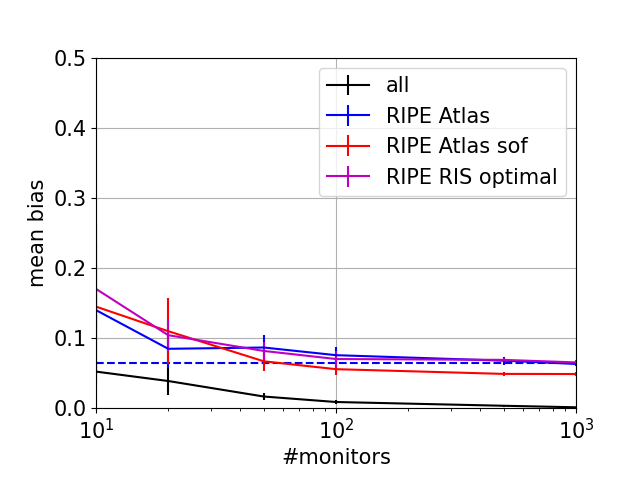 0.5
0.4
0.3
0.2
0.1
0.0
mean bias
10¹
10²
10³
#monitors
all
RIPE Atlas
RIPE Atlas sof
RIPE RIS optimal